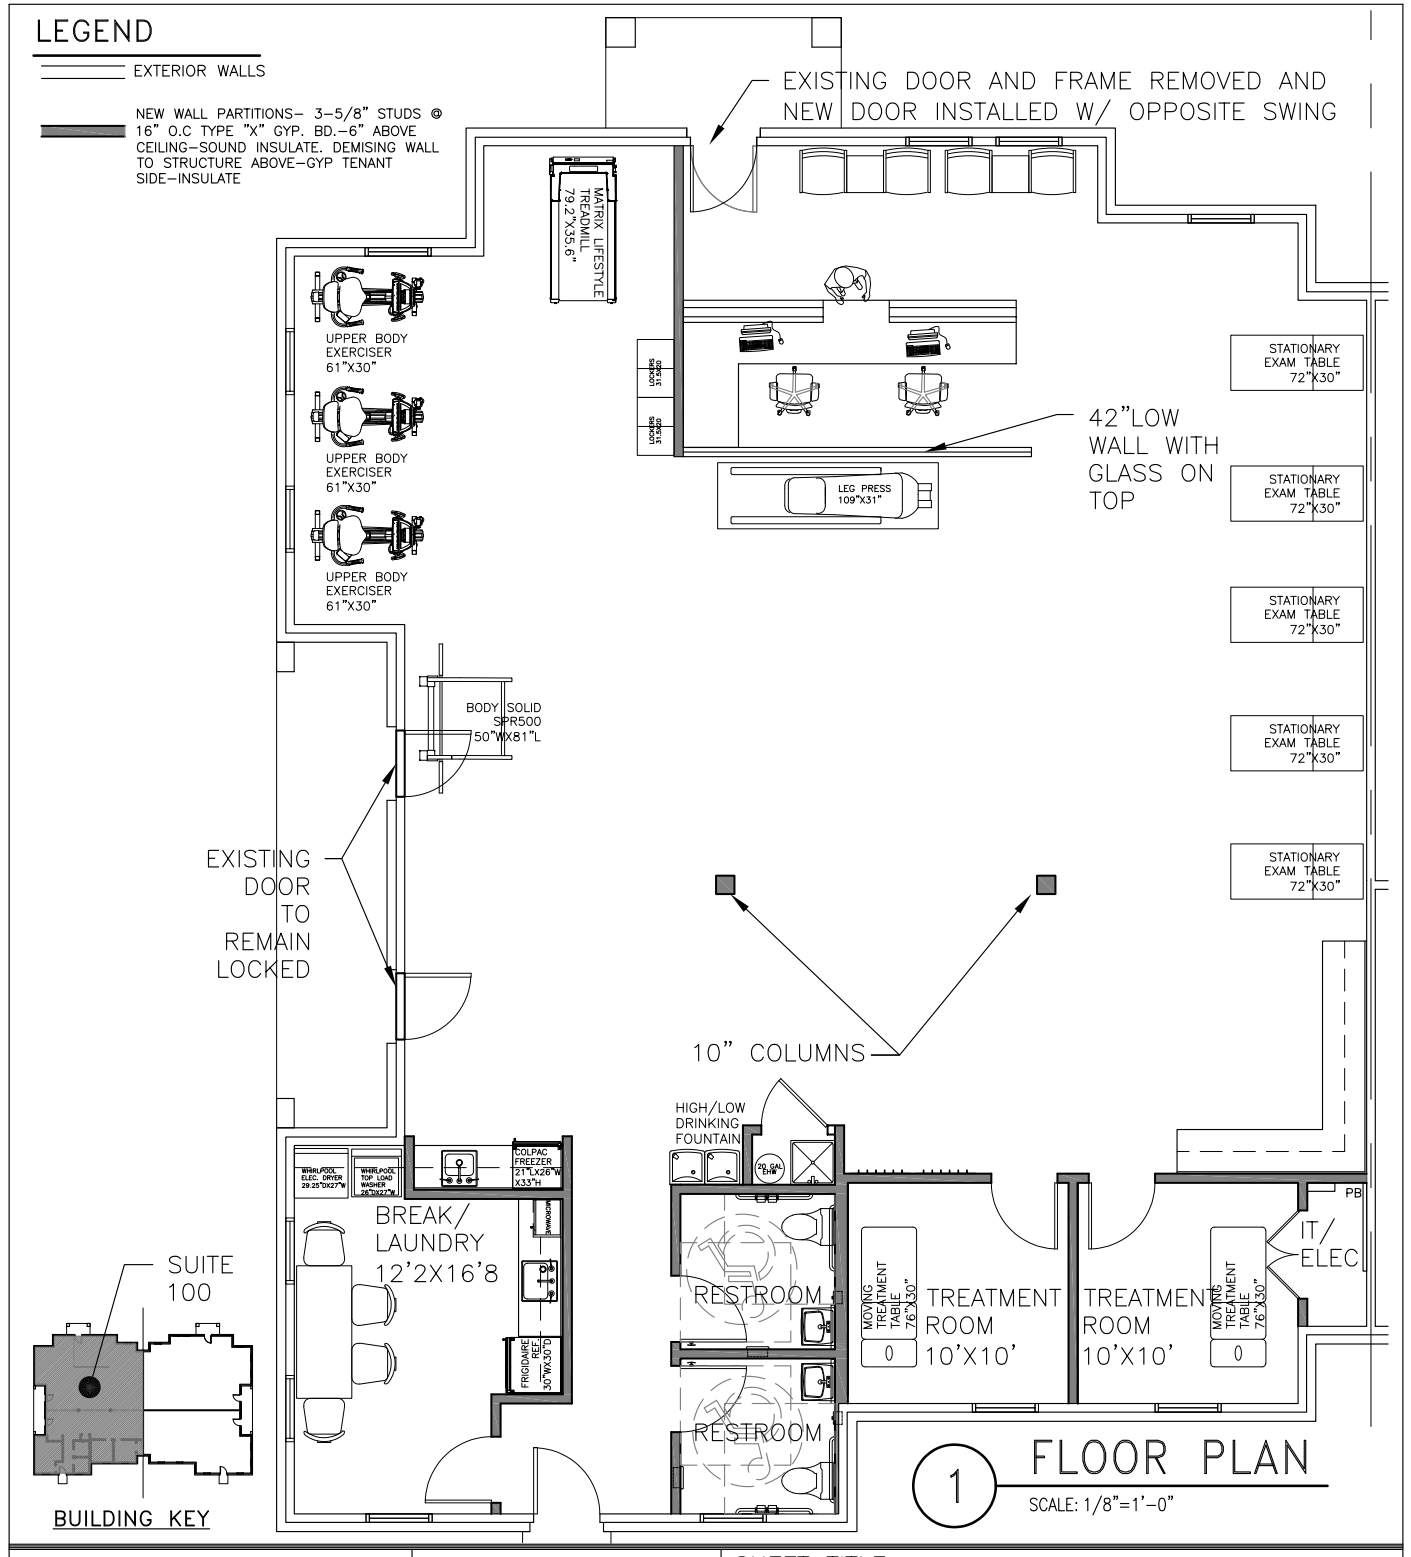 LEGEND
EXTERIOR WALLS
NEW WALL PARTITIONS- 3-5/8" STUDS @
16" O.C TYPE "X" GYP. BD.-6" ABOVE
CEILING-SOUND INSULATE. DEMISING WALL
TO STRUCTURE ABOVE-GYP TENANT
SIDE-INSULATE
EXISTING DOOR AND FRAME REMOVED AND
NEW DOOR INSTALLED W/ OPPOSITE SWING
MATRIX LIFESTYLE
TREADMILL
79.2"X35.6"
UPPER BODY
EXERCISER
61"X30"
UPPER BODY
EXERCISER
61"X30"
UPPER BODY
EXERCISER
61"X30"
LOCKERS
31.5X20
LOCKERS
31.5X20
42"LOW
WALL WITH
GLASS ON
TOP
LEG PRESS
109"X31"
STATIONARY
EXAM TABLE
72"X30"
STATIONARY
EXAM TABLE
72"X30"
STATIONARY
EXAM TABLE
72"X30"
STATIONARY
EXAM TABLE
72"X30"
STATIONARY
EXAM TABLE
72"X30"
BODY SOLID
SPR500
50"WX81"L
EXISTING
DOOR
TO
REMAIN
LOCKED
10" COLUMNS
HIGH/LOW
DRINKING
FOUNTAIN
20 GAL
EHW
COLPAC
FREEZER
21"LX26"W
X33"H
WHIRLPOOL
ELEC. DRYER
29.25"DX27"W
WHIRLPOOL
TOP LOAD
WASHER
26"DX27"W
MICROWAVE
BREAK/
LAUNDRY
12'2X16'8
FRIGIDAIRE
REF.
30"WX30"D
RESTROOM
RESTROOM
MOVING
TREATMENT
TABLE
76"X30"
TREATMENT
ROOM
10'X10'
TREATMENT
ROOM
10'X10'
MOVING
TREATMENT
TABLE
76"X30"
PB
IT/
ELEC
SUITE
100
BUILDING KEY
1
FLOOR PLAN
SCALE: 1/8"=1'-0"